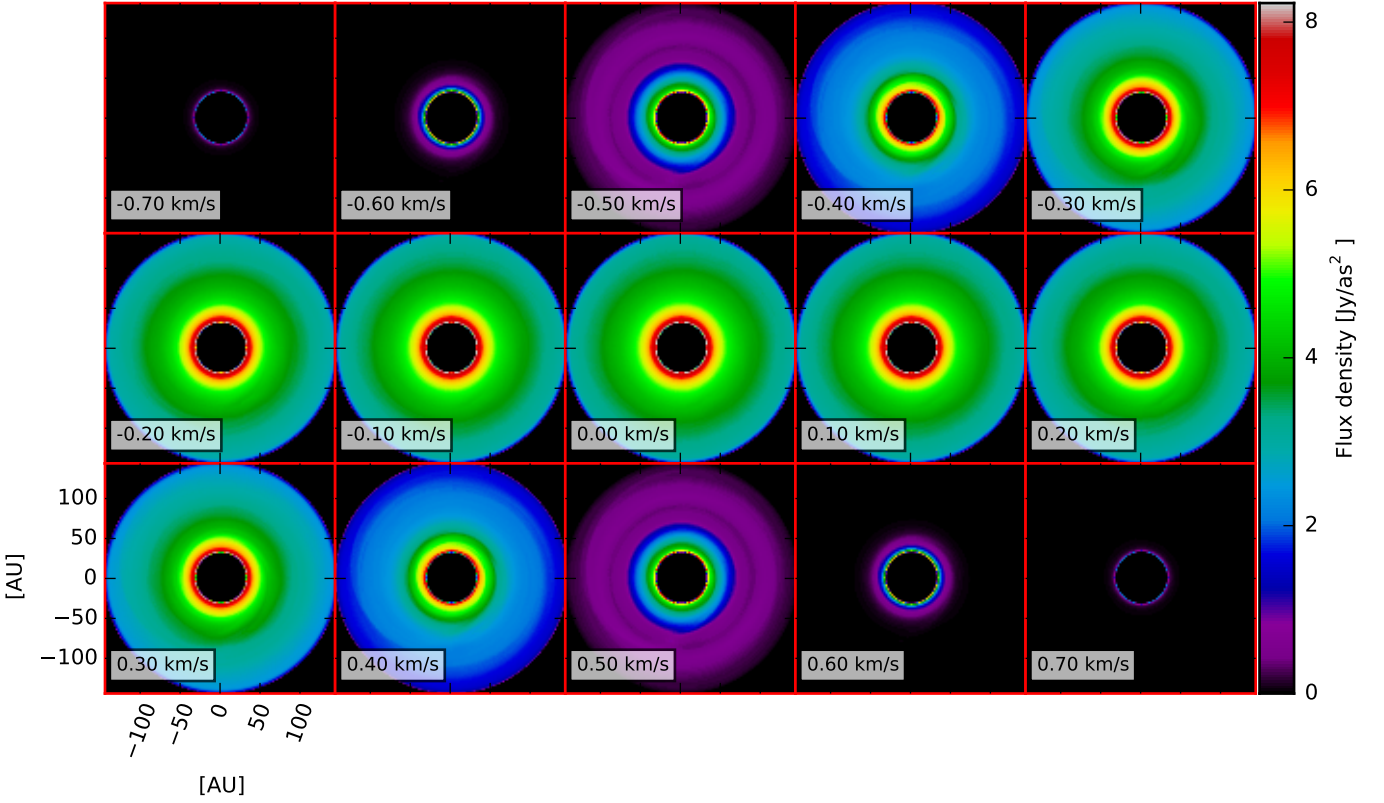 -0.70 km/s
-0.60 km/s
-0.50 km/s
-0.40 km/s
-0.30 km/s
-0.20 km/s
-0.10 km/s
0.00 km/s
0.10 km/s
0.20 km/s
0.30 km/s
0.40 km/s
0.50 km/s
0.60 km/s
0.70 km/s
100
50
0
−50
−100
[AU]
−100
−50
0
50
100
[AU]
8
6
4
2
0
Flux density [Jy/as² ]